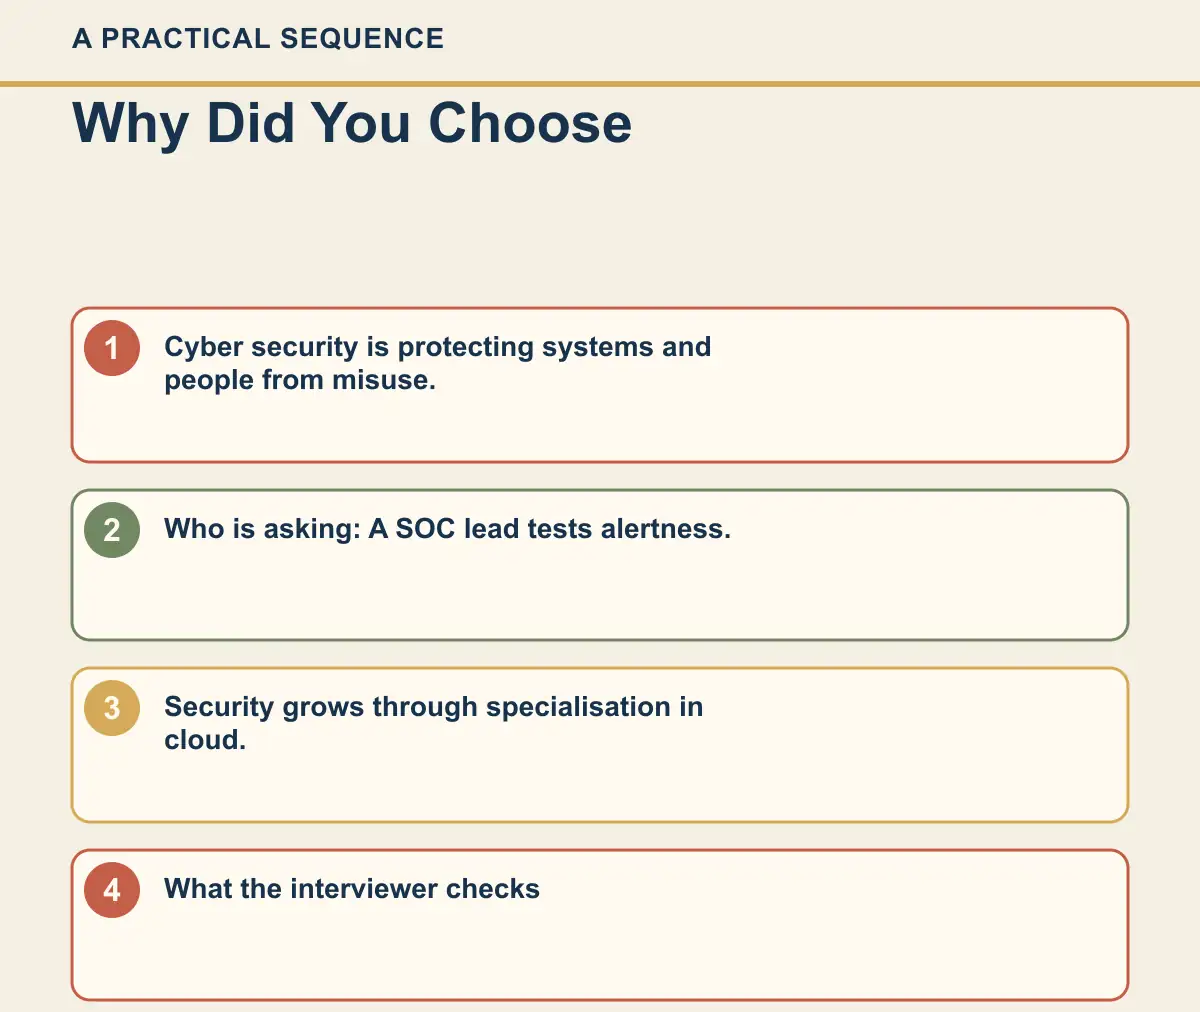 A PRACTICAL SEQUENCE
Why Did You Choose
1
Cyber security is protecting systems and
people from misuse.
2
Who is asking: A SOC lead tests alertness.
3
Security grows through specialisation in
cloud.
4
What the interviewer checks